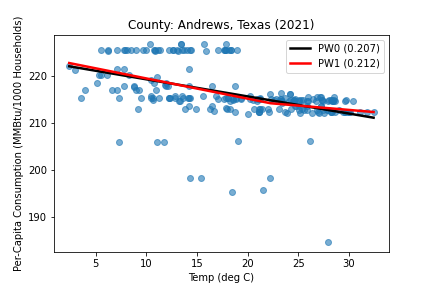 County: Andrews, Texas (2021)
Per-Capita Consumption (MMBtu/1000 Households)
PW0 (0.207)
PW1 (0.212)
220
210
200
190
5 10 15 20 25 30
Temp (deg C)